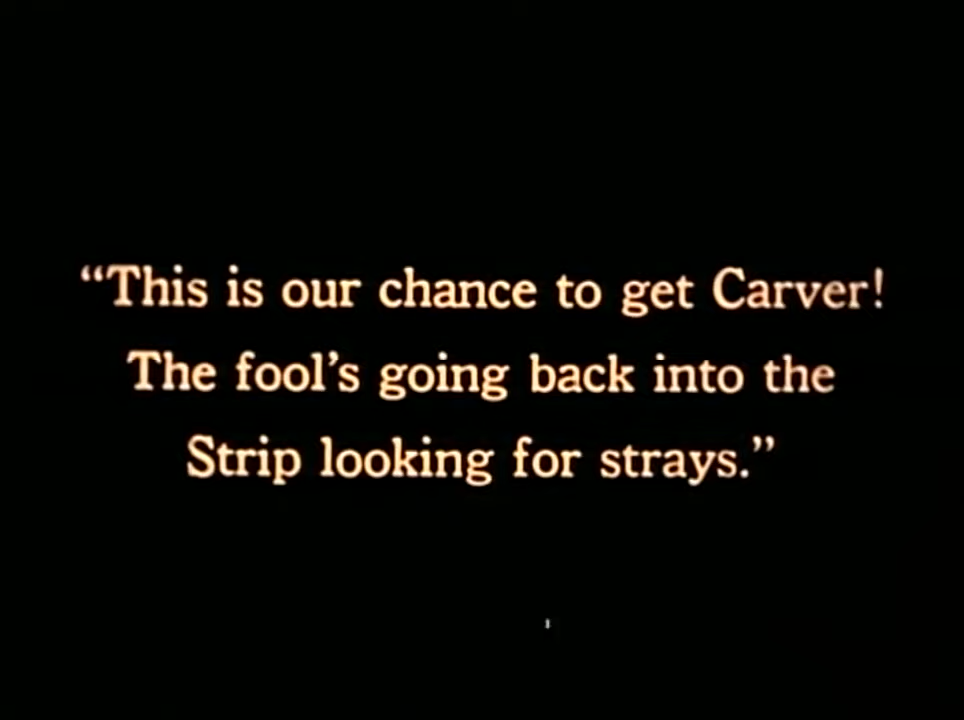 “This is our chance to get Carver!
The fool’s going back into the
Strip looking for strays.”